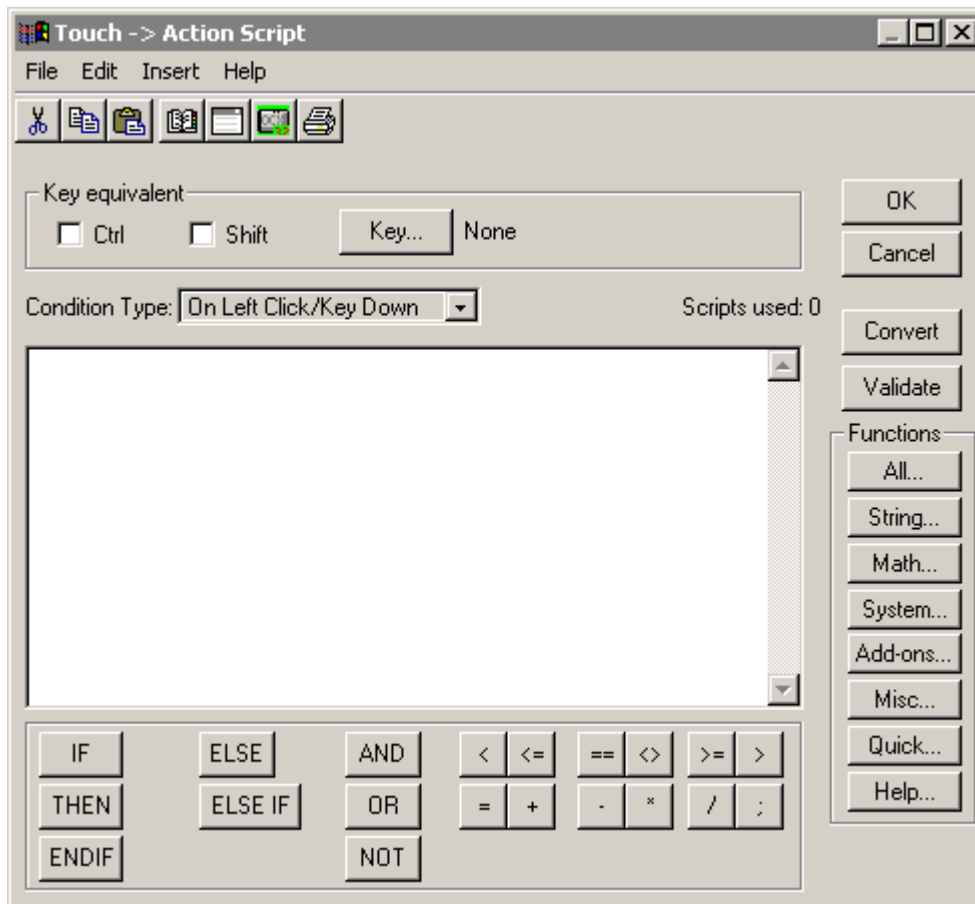 Touch -> Action Script
File Edit Insert Help
Key equivalent
Ctrl Shift Key... None
OK
Cancel
Condition Type: On Left Click/Key Down Scripts used: 0
Convert
Validate
Functions
All...
String...
Math...
System...
Add-ons...
Misc...
Quick...
Help...
IF ELSE AND < <= == <> >= >
THEN ELSE IF OR = + - * / ;
ENDIF NOT